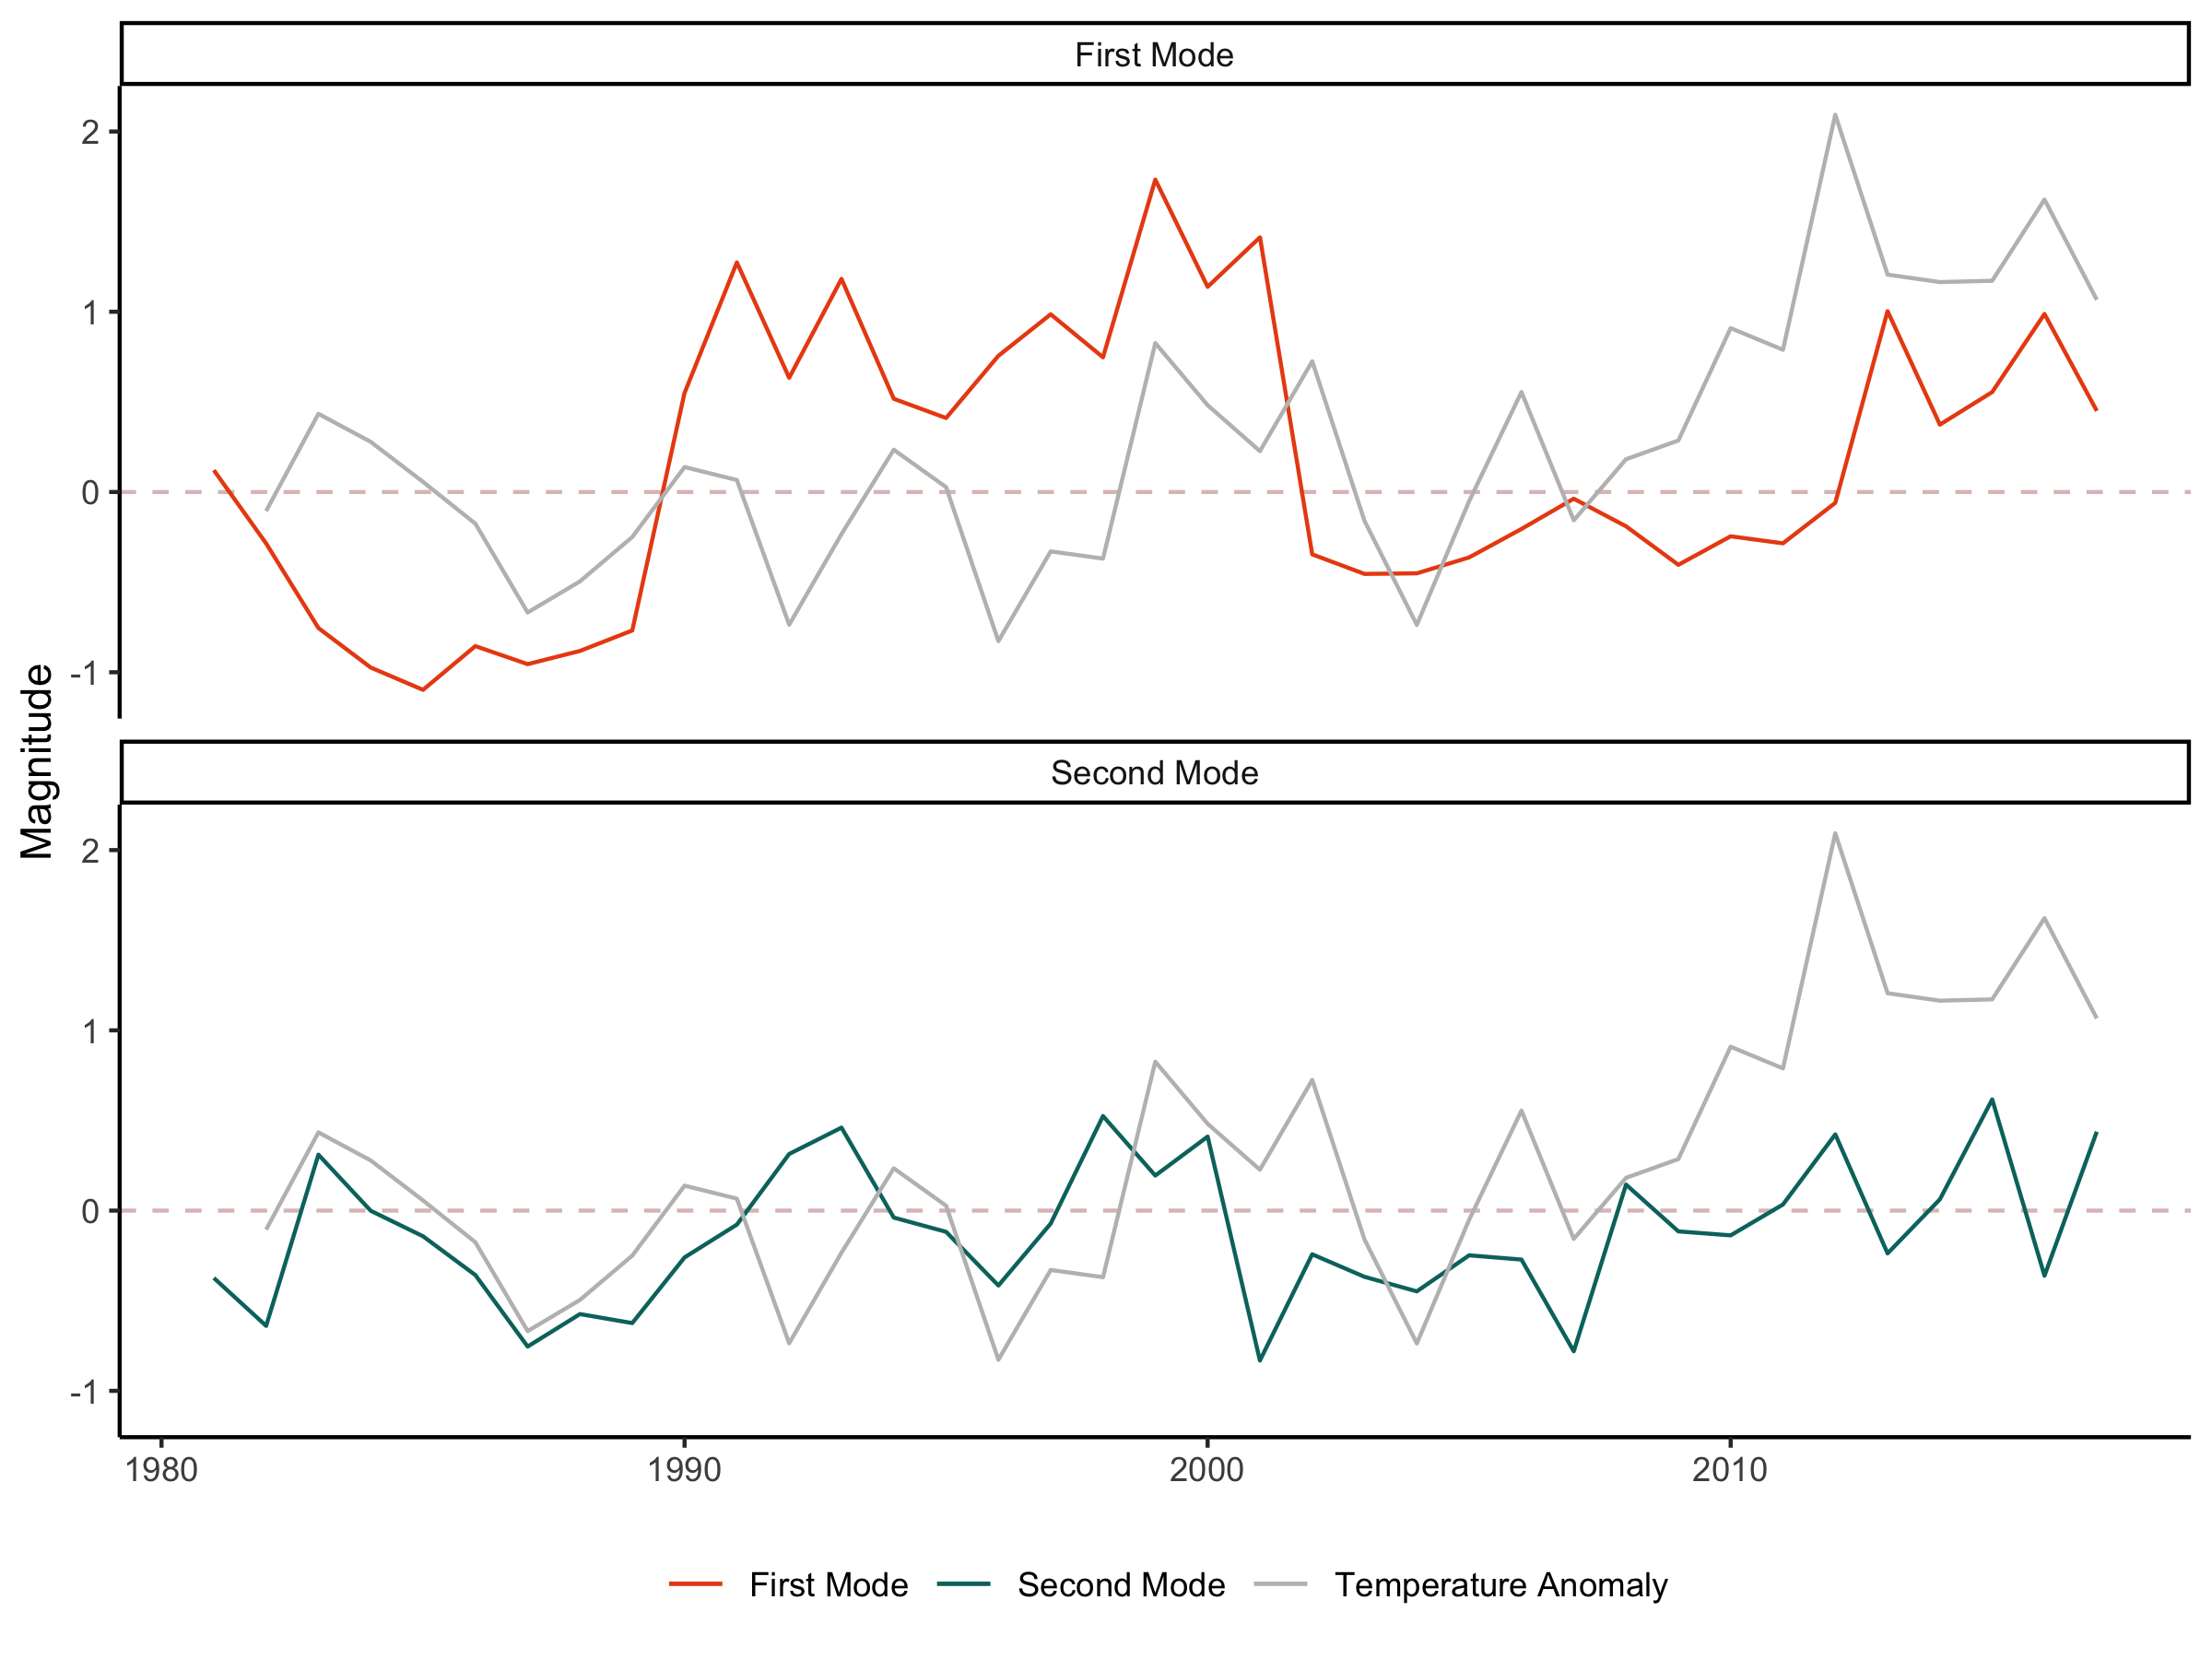 First Mode
2
1
0
-1
Magnitude
Second Mode
2
1
0
-1
1980 1990 2000 2010
First Mode Second Mode Temperature Anomaly